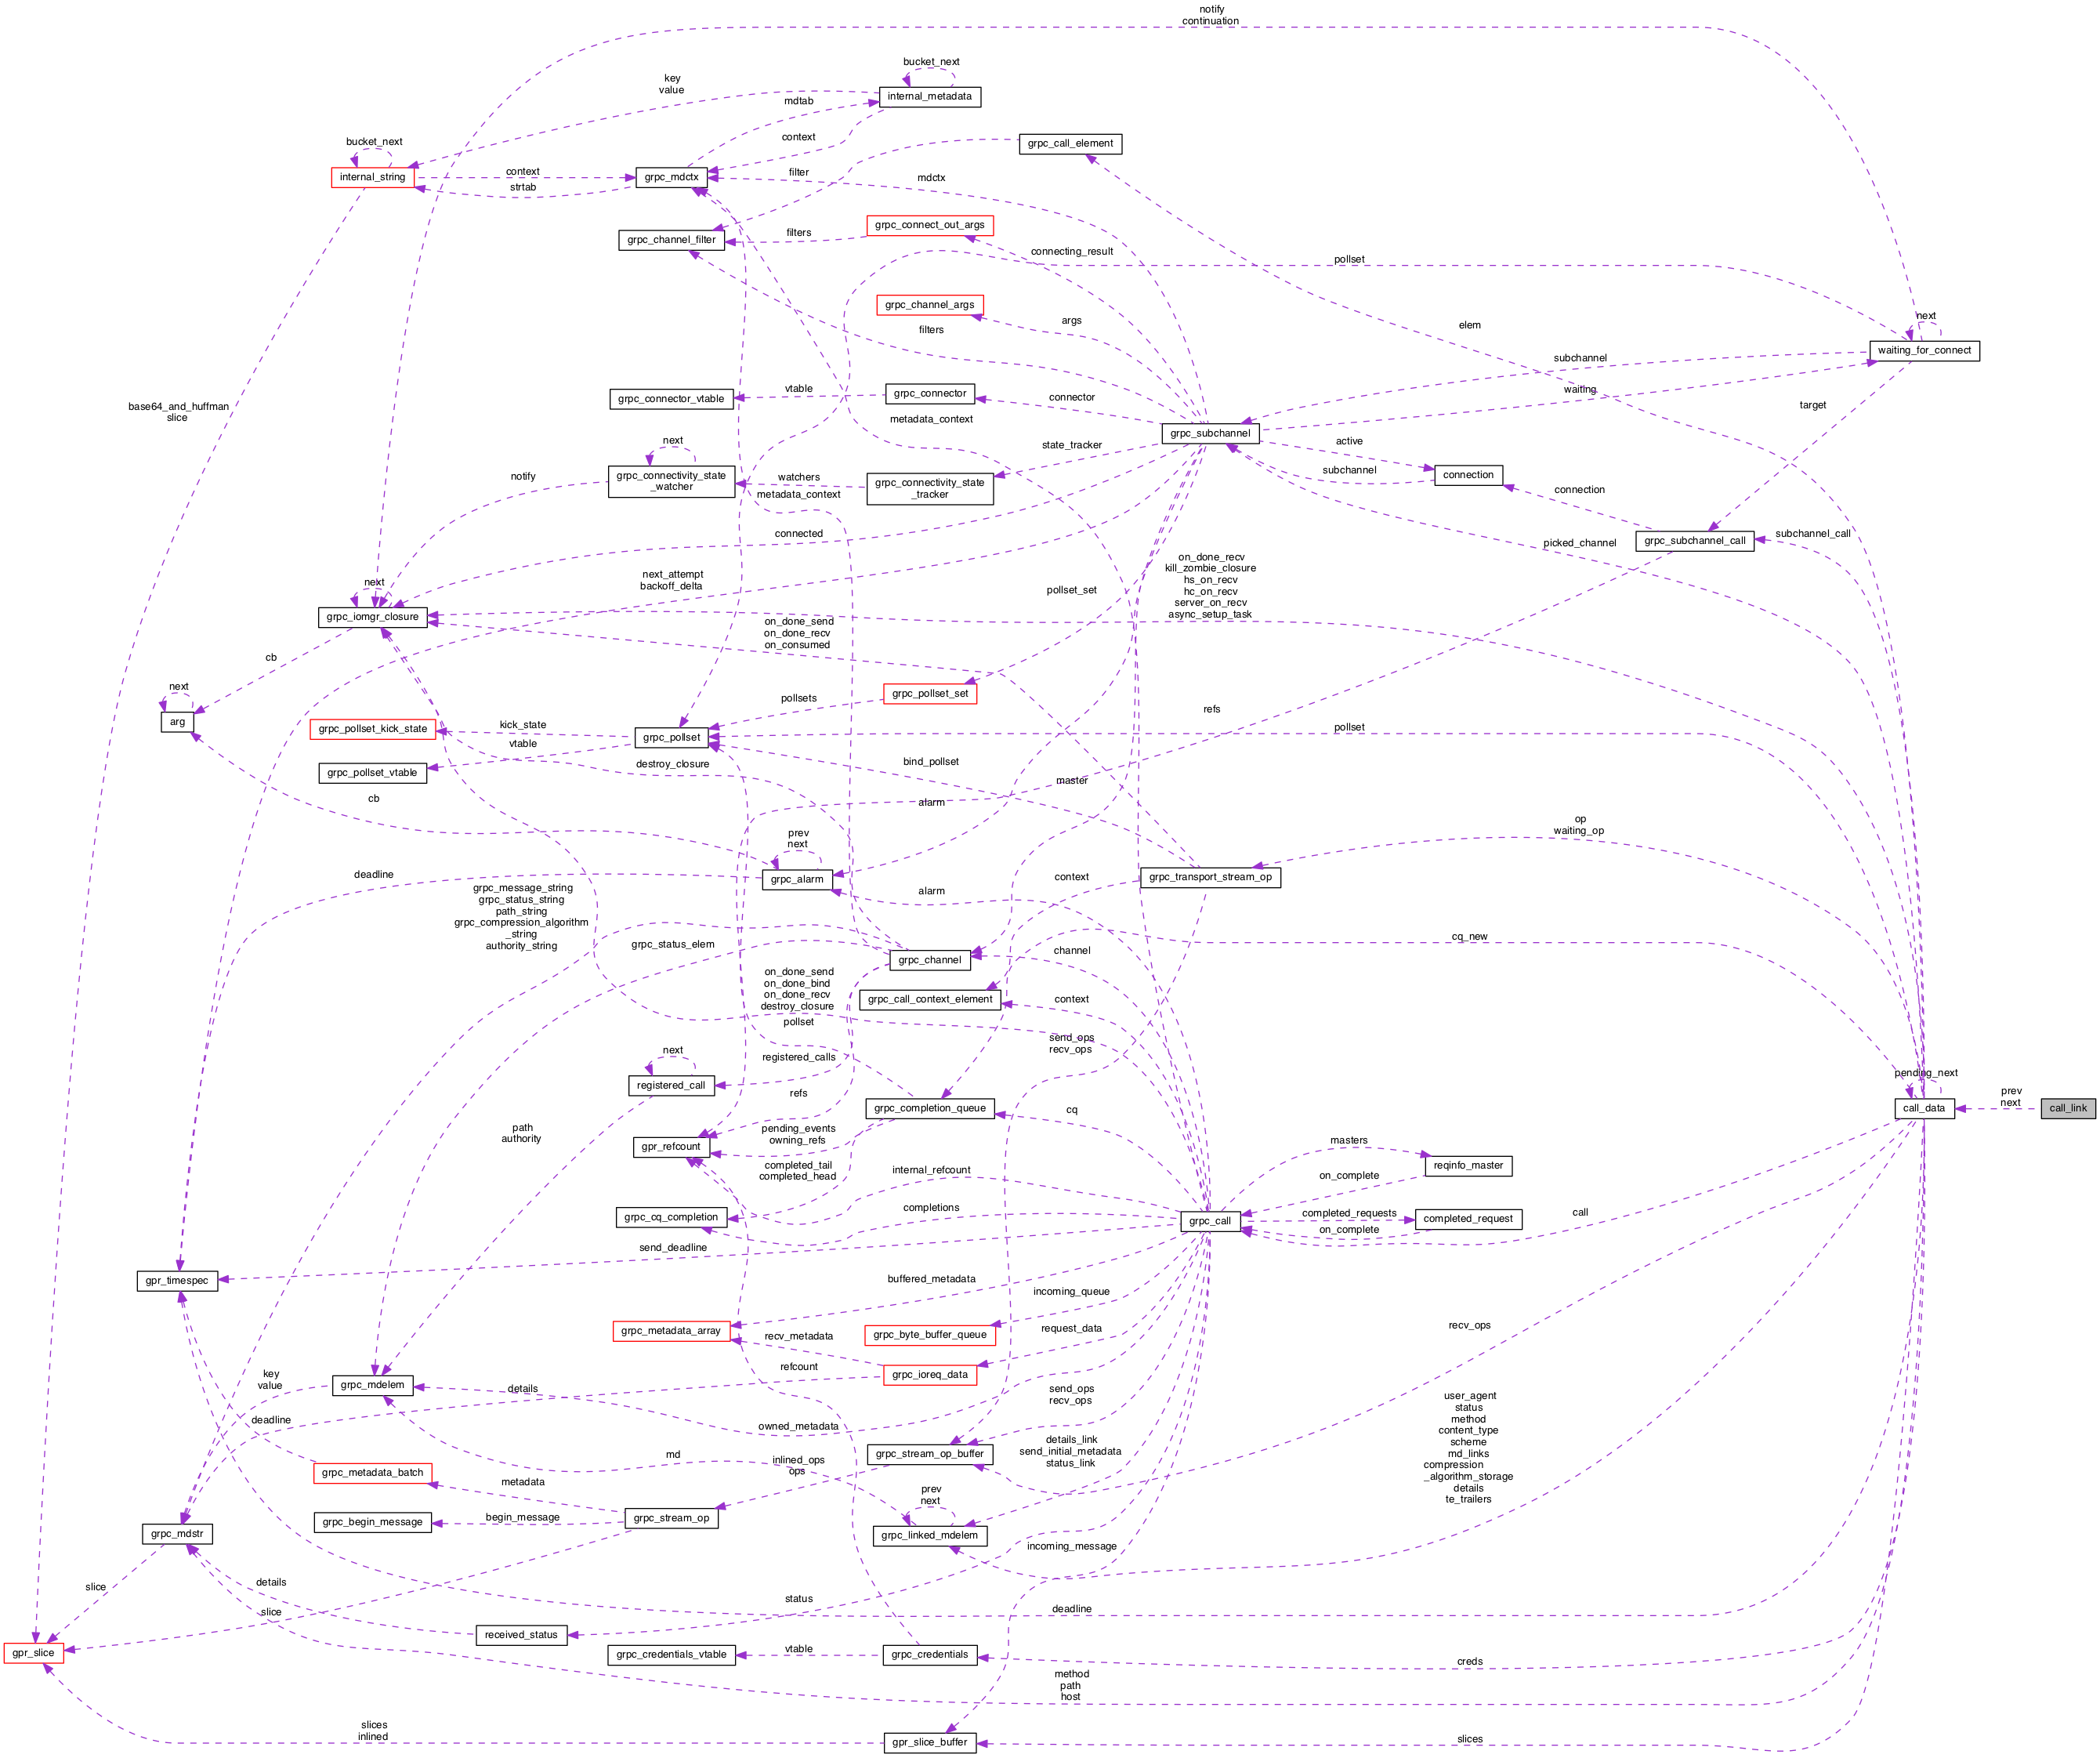 notify
continuation
bucket_next
key
value
internal_metadata
mdtab
bucket_next
context
grpc_call_element
internal_string
context
strtab
grpc_mdctx
filter
mdctx
grpc_connect_out_args
grpc_channel_filter
filters
connecting_result
pollset
grpc_channel_args
args
filters
elem
next
waiting_for_connect
subchannel
waiting
grpc_connector_vtable
vtable
grpc_connector
connector
base64_and_huffman
slice
target
metadata_context
grpc_subchannel
next
state_tracker
active
grpc_connectivity_state
_watcher
notify
watchers
grpc_connectivity_state
_tracker
subchannel
connection
metadata_context
connection
connected
picked_channel
grpc_subchannel_call
subchannel_call
next
next_attempt
backoff_delta
pollset_set
on_done_recv
kill_zombie_closure
hs_on_recv
hc_on_recv
server_on_recv
async_setup_task
grpc_iomgr_closure
on_done_send
on_done_recv
on_consumed
cb
next
arg
grpc_pollset_set
pollsets
refs
grpc_pollset_kick_state
kick_state
grpc_pollset
pollset
vtable
grpc_pollset_vtable
destroy_closure
bind_pollset
master
cb
alarm
op
waiting_op
prev
next
deadline
grpc_alarm
alarm
context
grpc_transport_stream_op
grpc_message_string
grpc_status_string
path_string
grpc_compression_algorithm
_string
authority_string
grpc_status_elem
grpc_channel
channel
cq_new
on_done_send
on_done_bind
on_done_recv
destroy_closure
grpc_call_context_element
context
pollset
send_ops
recv_ops
next
registered_call
registered_calls
pending_next
refs
grpc_completion_queue
cq
call_data
prev
next
call_link
path
authority
pending_events
owning_refs
gpr_refcount
masters
completed_tail
completed_head
internal_refcount
reqinfo_master
on_complete
grpc_cq_completion
completions
grpc_call
completed_requests
completed_request
on_complete
call
send_deadline
gpr_timespec
buffered_metadata
incoming_queue
grpc_metadata_array
recv_metadata
grpc_byte_buffer_queue
request_data
recv_ops
refcount
grpc_ioreq_data
key
value
grpc_mdelem
details
deadline
owned_metadata
send_ops
recv_ops
user_agent
status
method
content_type
scheme
md_links
compression
_algorithm_storage
details
te_trailers
md
inlined_ops
ops
grpc_stream_op_buffer
details_link
send_initial_metadata
status_link
grpc_metadata_batch
metadata
prev
next
grpc_begin_message
begin_message
grpc_stream_op
grpc_mdstr
grpc_linked_mdelem
incoming_message
slice
details
slice
status
deadline
received_status
gpr_slice
grpc_credentials_vtable
vtable
grpc_credentials
creds
method
path
host
slices
inlined
gpr_slice_buffer
slices